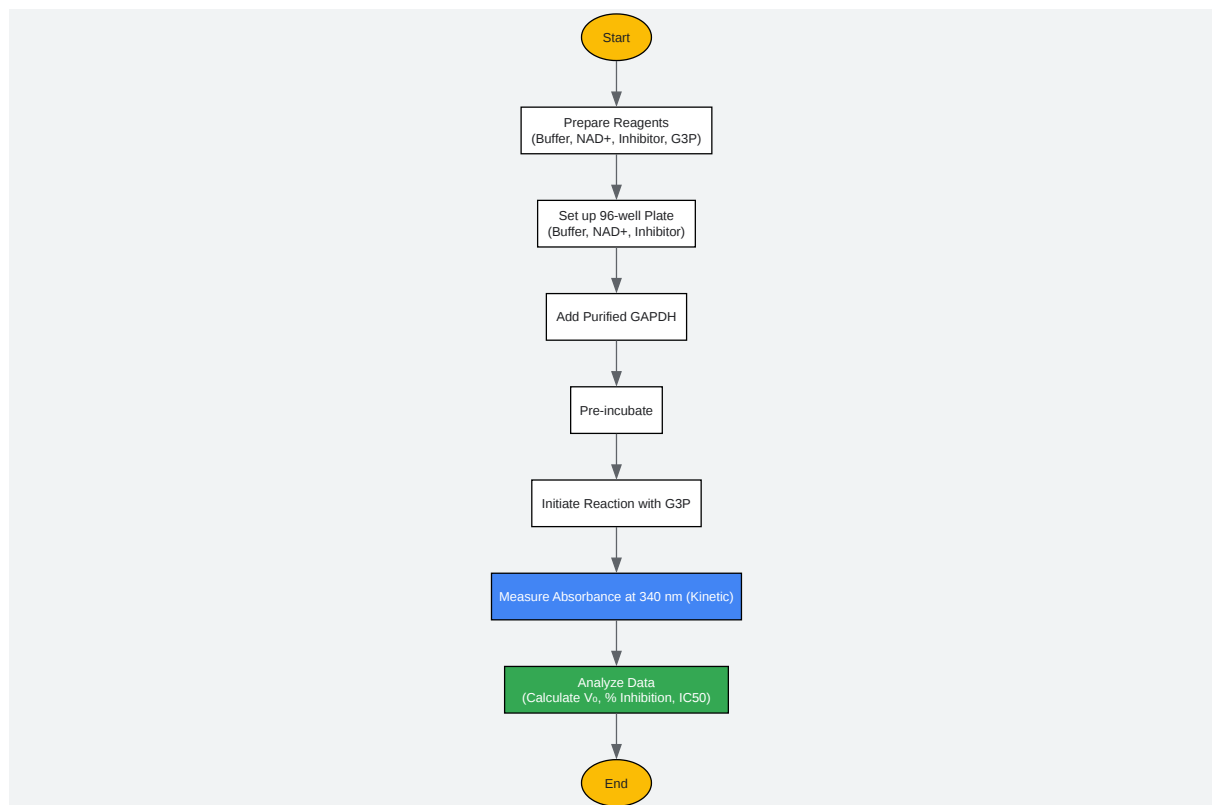 Start
Prepare Reagents
(Buffer, NAD+, Inhibitor, G3P)
Set up 96-well Plate
(Buffer, NAD+, Inhibitor)
Add Purified GAPDH
Pre-incubate
Initiate Reaction with G3P
Measure Absorbance at 340 nm (Kinetic)
Analyze Data
(Calculate V₀, % Inhibition, IC50)
End